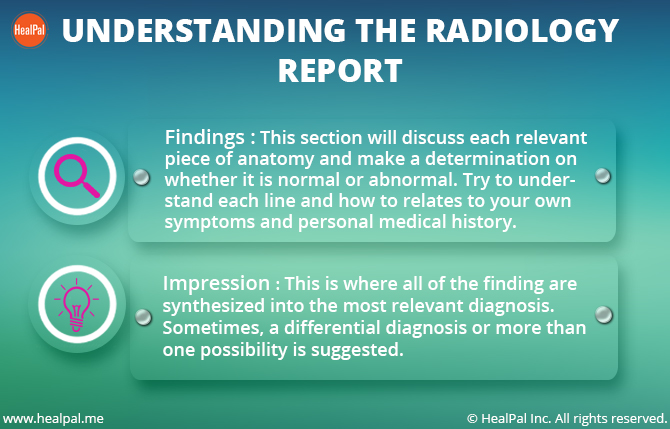 HealPal
UNDERSTANDING THE RADIOLOGY
REPORT
Findings : This section will discuss each relevant
piece of anatomy and make a determination on
whether it is normal or abnormal. Try to under-
stand each line and how to relates to your own
symptoms and personal medical history.
Impression : This is where all of the finding are
synthesized into the most relevant diagnosis.
Sometimes, a differential diagnosis or more than
one possibility is suggested.
www.healpal.me
© HealPal Inc. All rights reserved.